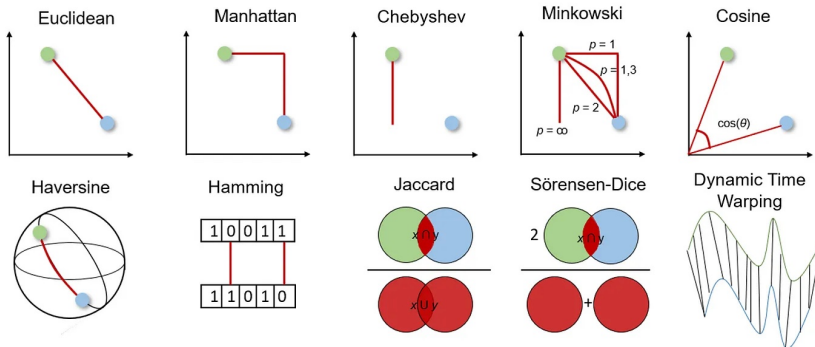 Euclidean
Manhattan
Chebyshev
Minkowski
Cosine
p = 1
p = 1,3
p = 2
p = ∞
cos(θ)
Haversine
Hamming
Jaccard
Sörensen-Dice
Dynamic Time
Warping
1 0 0 1 1
1 1 0 1 0
x ∩ y
x ∪ y
2
x ∩ y
+